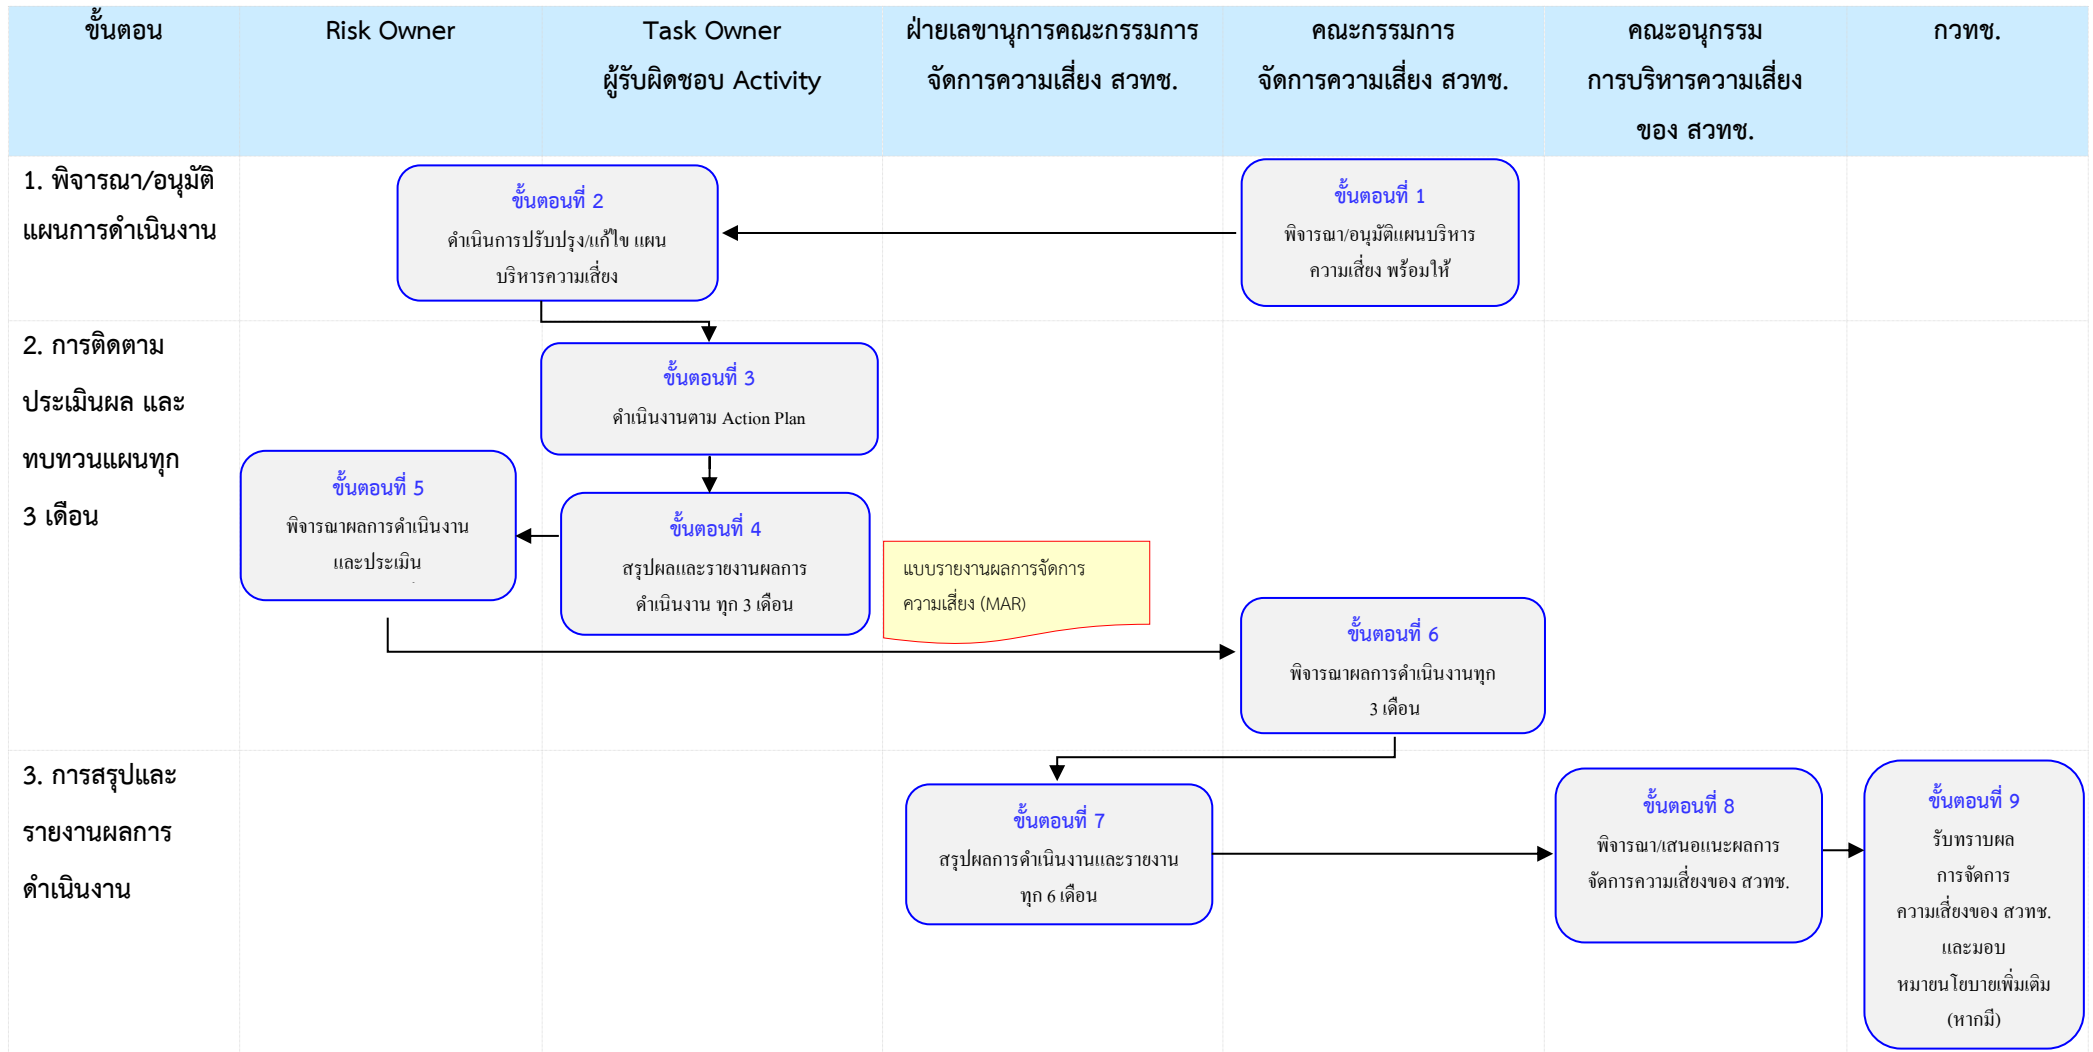 ขั้นตอน
Risk Owner
Task Owner
ผู้รับผิดชอบ Activity
ฝ่ายเลขานุการคณะกรรมการ
จัดการความเสี่ยง สวทช.
คณะกรรมการ
จัดการความเสี่ยง สวทช.
คณะอนุกรรม
การบริหารความเสี่ยง
ของ สวทช.
กวทช.
1. พิจารณา/อนุมัติ
แผนการดำเนินงาน
ขั้นตอนที่ 2
ดำเนินการปรับปรุง/แก้ไข แผน
บริหารความเสี่ยง
ขั้นตอนที่ 1
พิจารณา/อนุมัติแผนบริหาร
ความเสี่ยง พร้อมให้
2. การติดตาม
ประเมินผล และ
ทบทวนแผนทุก
3 เดือน
ขั้นตอนที่ 3
ดำเนินงานตาม Action Plan
ขั้นตอนที่ 5
พิจารณาผลการดำเนินงาน
และประเมิน
ขั้นตอนที่ 4
สรุปผลและรายงานผลการ
ดำเนินงาน ทุก 3 เดือน
แบบรายงานผลการจัดการ
ความเสี่ยง (MAR)
ขั้นตอนที่ 6
พิจารณาผลการดำเนินงานทุก
3 เดือน
3. การสรุปและ
รายงานผลการ
ดำเนินงาน
ขั้นตอนที่ 7
สรุปผลการดำเนินงานและรายงาน
ทุก 6 เดือน
ขั้นตอนที่ 8
พิจารณา/เสนอแนะผลการ
จัดการความเสี่ยงของ สวทช.
ขั้นตอนที่ 9
รับทราบผล
การจัดการ
ความเสี่ยงของ สวทช.
และมอบ
หมายนโยบายเพิ่มเติม
(หากมี)